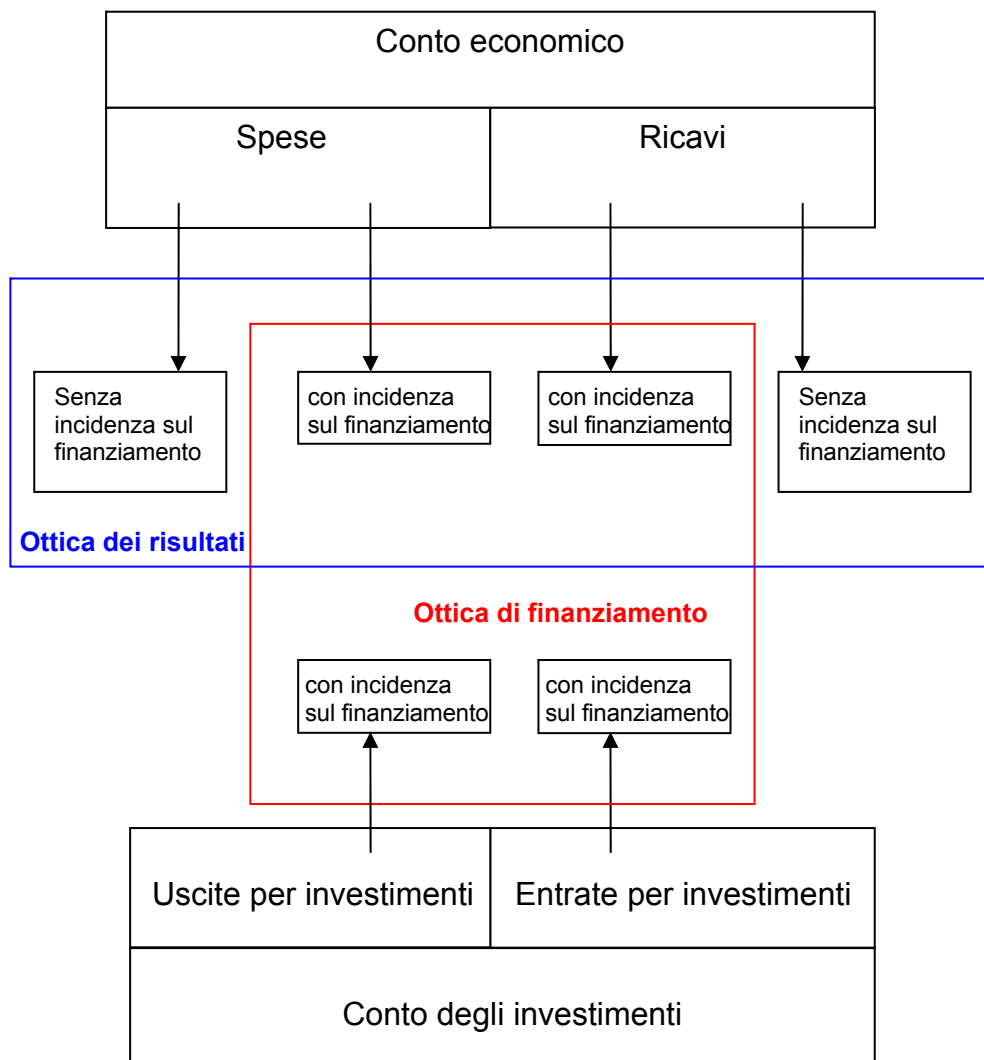 Conto economico
Spese
Ricavi
Senza
incidenza sul
finanziamento
con incidenza
sul finanziamento
con incidenza
sul finanziamento
Senza
incidenza sul
finanziamento
Ottica dei risultati
Ottica di finanziamento
con incidenza
sul finanziamento
con incidenza
sul finanziamento
Uscite per investimenti
Entrate per investimenti
Conto degli investimenti